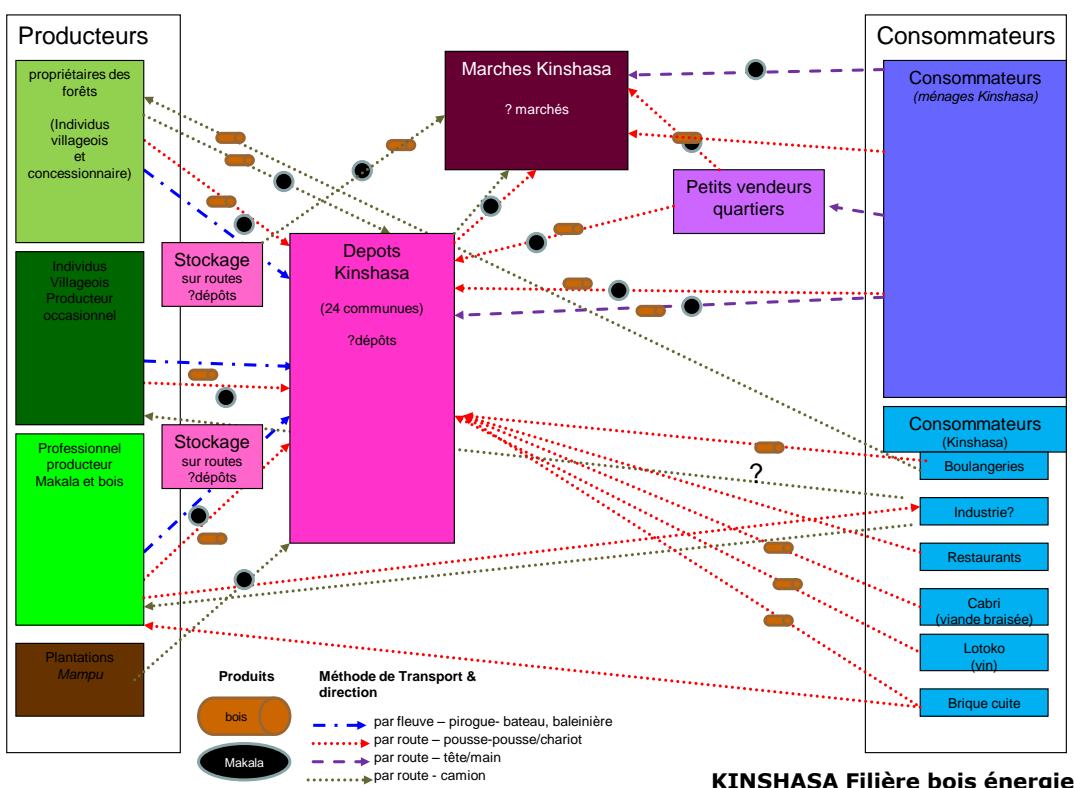 Producteurs
propriétaires des
forêts
(Individus
villageois
et
concessionnaire)
Individus
Villageois
Producteur
occasionnel
Professionnel
producteur
Makala et bois
Plantations
Mampu
Stockage
sur routes
?dépôts
Stockage
sur routes
?dépôts
Depots
Kinshasa
(24 communues)
?dépôts
Marches Kinshasa
? marchés
Petits vendeurs
quartiers
?
Consommateurs
Consommateurs
(ménages Kinshasa)
Consommateurs
(Kinshasa)
Boulangeries
Industrie?
Restaurants
Cabri
(viande braisée)
Lotoko
(vin)
Brique cuite
Produits
bois
Makala
Méthode de Transport &
direction
par fleuve – pirogue- bateau, baleinière
par route – pousse-pousse/chariot
par route – tête/main
par route - camion
KINSHASA Filière bois énergie